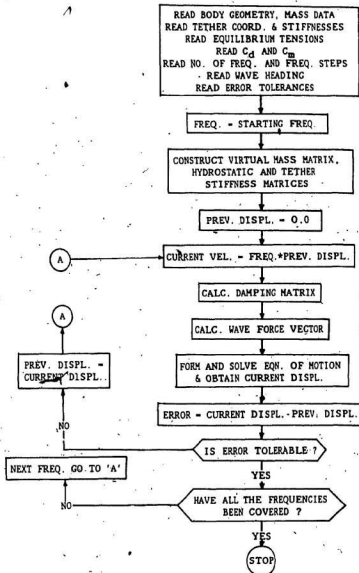 READ BODY GEOMETRY, MASS DATA
READ TETHER COORD. & STIFFNESSES
READ EQUILIBRIUM TENSIONS
READ Cd AND Cm
READ NO. OF FREQ. AND FREQ. STEPS
READ WAVE HEADING
READ ERROR TOLERANCES
FREQ. = STARTING FREQ.
CONSTRUCT VIRTUAL MASS MATRIX,
HYDROSTATIC AND TETHER
STIFFNESS MATRICES
PREV. DISPL. = 0.0
A
CURRENT VEL. = FREQ.*PREV. DISPL.
CALC. DAMPING MATRIX
A
CALC. WAVE FORCE VECTOR
PREV. DISPL. =
CURRENT DISPL.
FORM AND SOLVE EQN. OF MOTION
& OBTAIN CURRENT DISPL.
ERROR = CURRENT DISPL. - PREV. DISPL.
NO
IS ERROR TOLERABLE ?
NEXT FREQ. GO TO 'A'
YES
NO
HAVE ALL THE FREQUENCIES
BEEN COVERED ?
YES
STOP